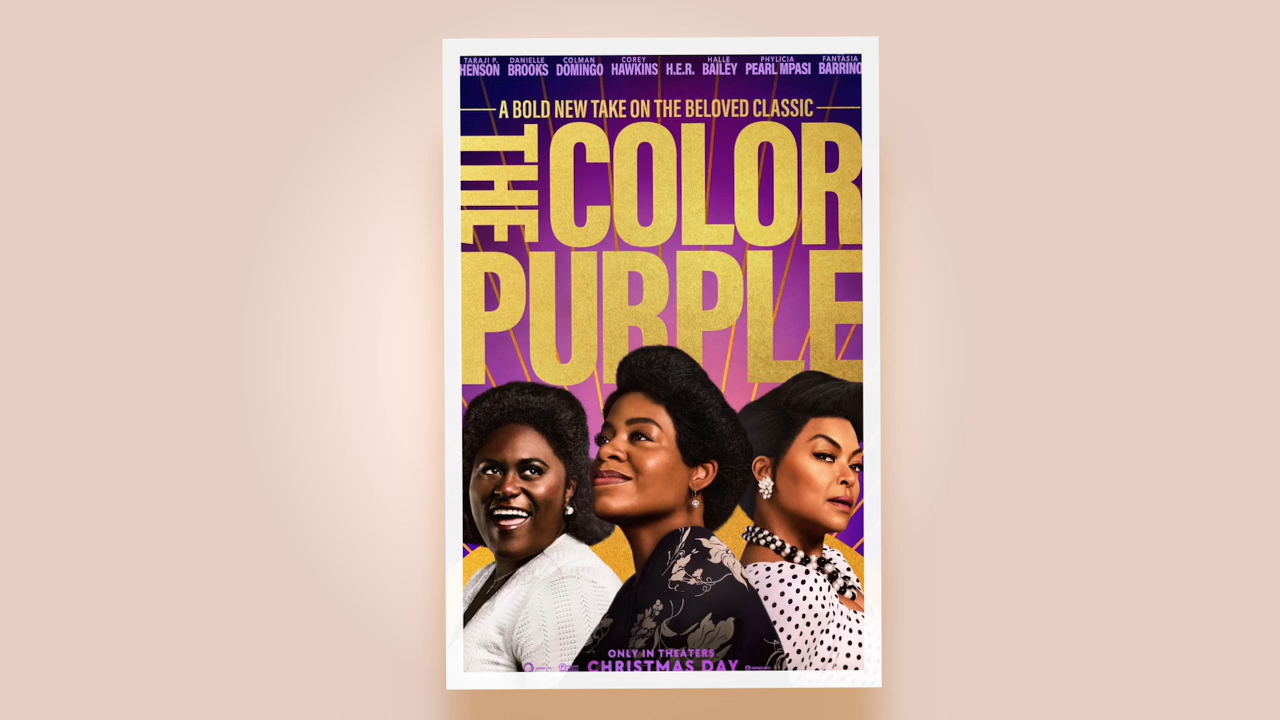 TARAJI P. HENSON DANIELLE BROOKS COLMAN DOMINGO COREY HAWKINS H.E.R. HALLE BAILEY PHYLICIA PEARL MPASI FANTASIA BARRINO
A BOLD NEW TAKE ON THE BELOVED CLASSIC
THE COLOR
PURPLE
ONLY IN THEATERS
CHRISTMAS DAY